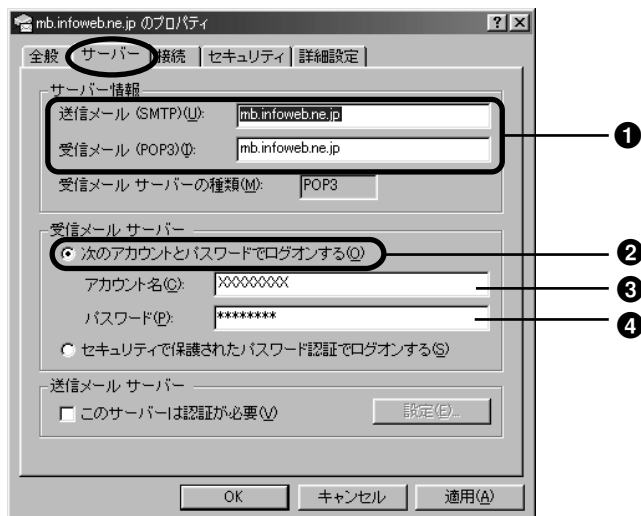 mb.infoweb.ne.jp のプロパティ ? ×
全般 サーバー 接続 セキュリティ 詳細設定
サーバー情報
送信メール (SMTP)(U): mb.infoweb.ne.jp
❶
受信メール (POP3)(I): mb.infoweb.ne.jp
受信メール サーバーの種類(M): POP3
受信メール サーバー
次のアカウントとパスワードでログオンする(O)
❷
アカウント名(C): XXXXXXXX
❸
パスワード(P): ********
❹
セキュリティで保護されたパスワード認証でログオンする(S)
送信メール サーバー
このサーバーは認証が必要(V) 設定(E)...
OK キャンセル 適用(A)